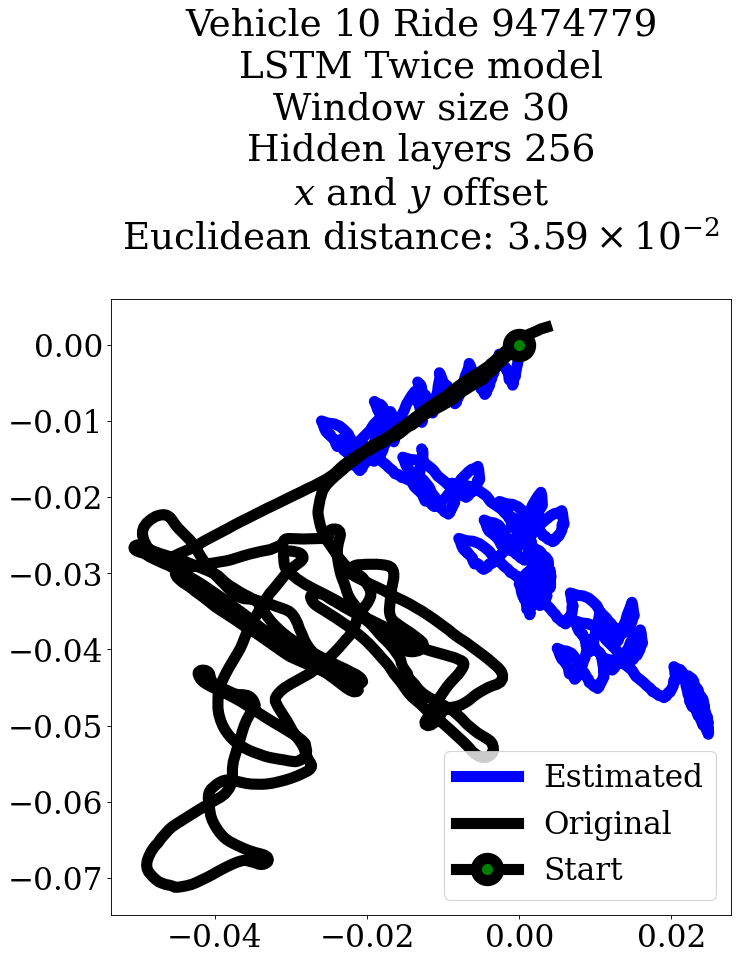 Vehicle 10 Ride 9474779
LSTM Twice model
Window size 30
Hidden layers 256
x and y offset
Euclidean distance: 3.59 × 10⁻²
0.00
−0.01
−0.02
−0.03
−0.04
−0.05
−0.06
−0.07
Estimated
Original
Start
−0.04 −0.02 0.00 0.02